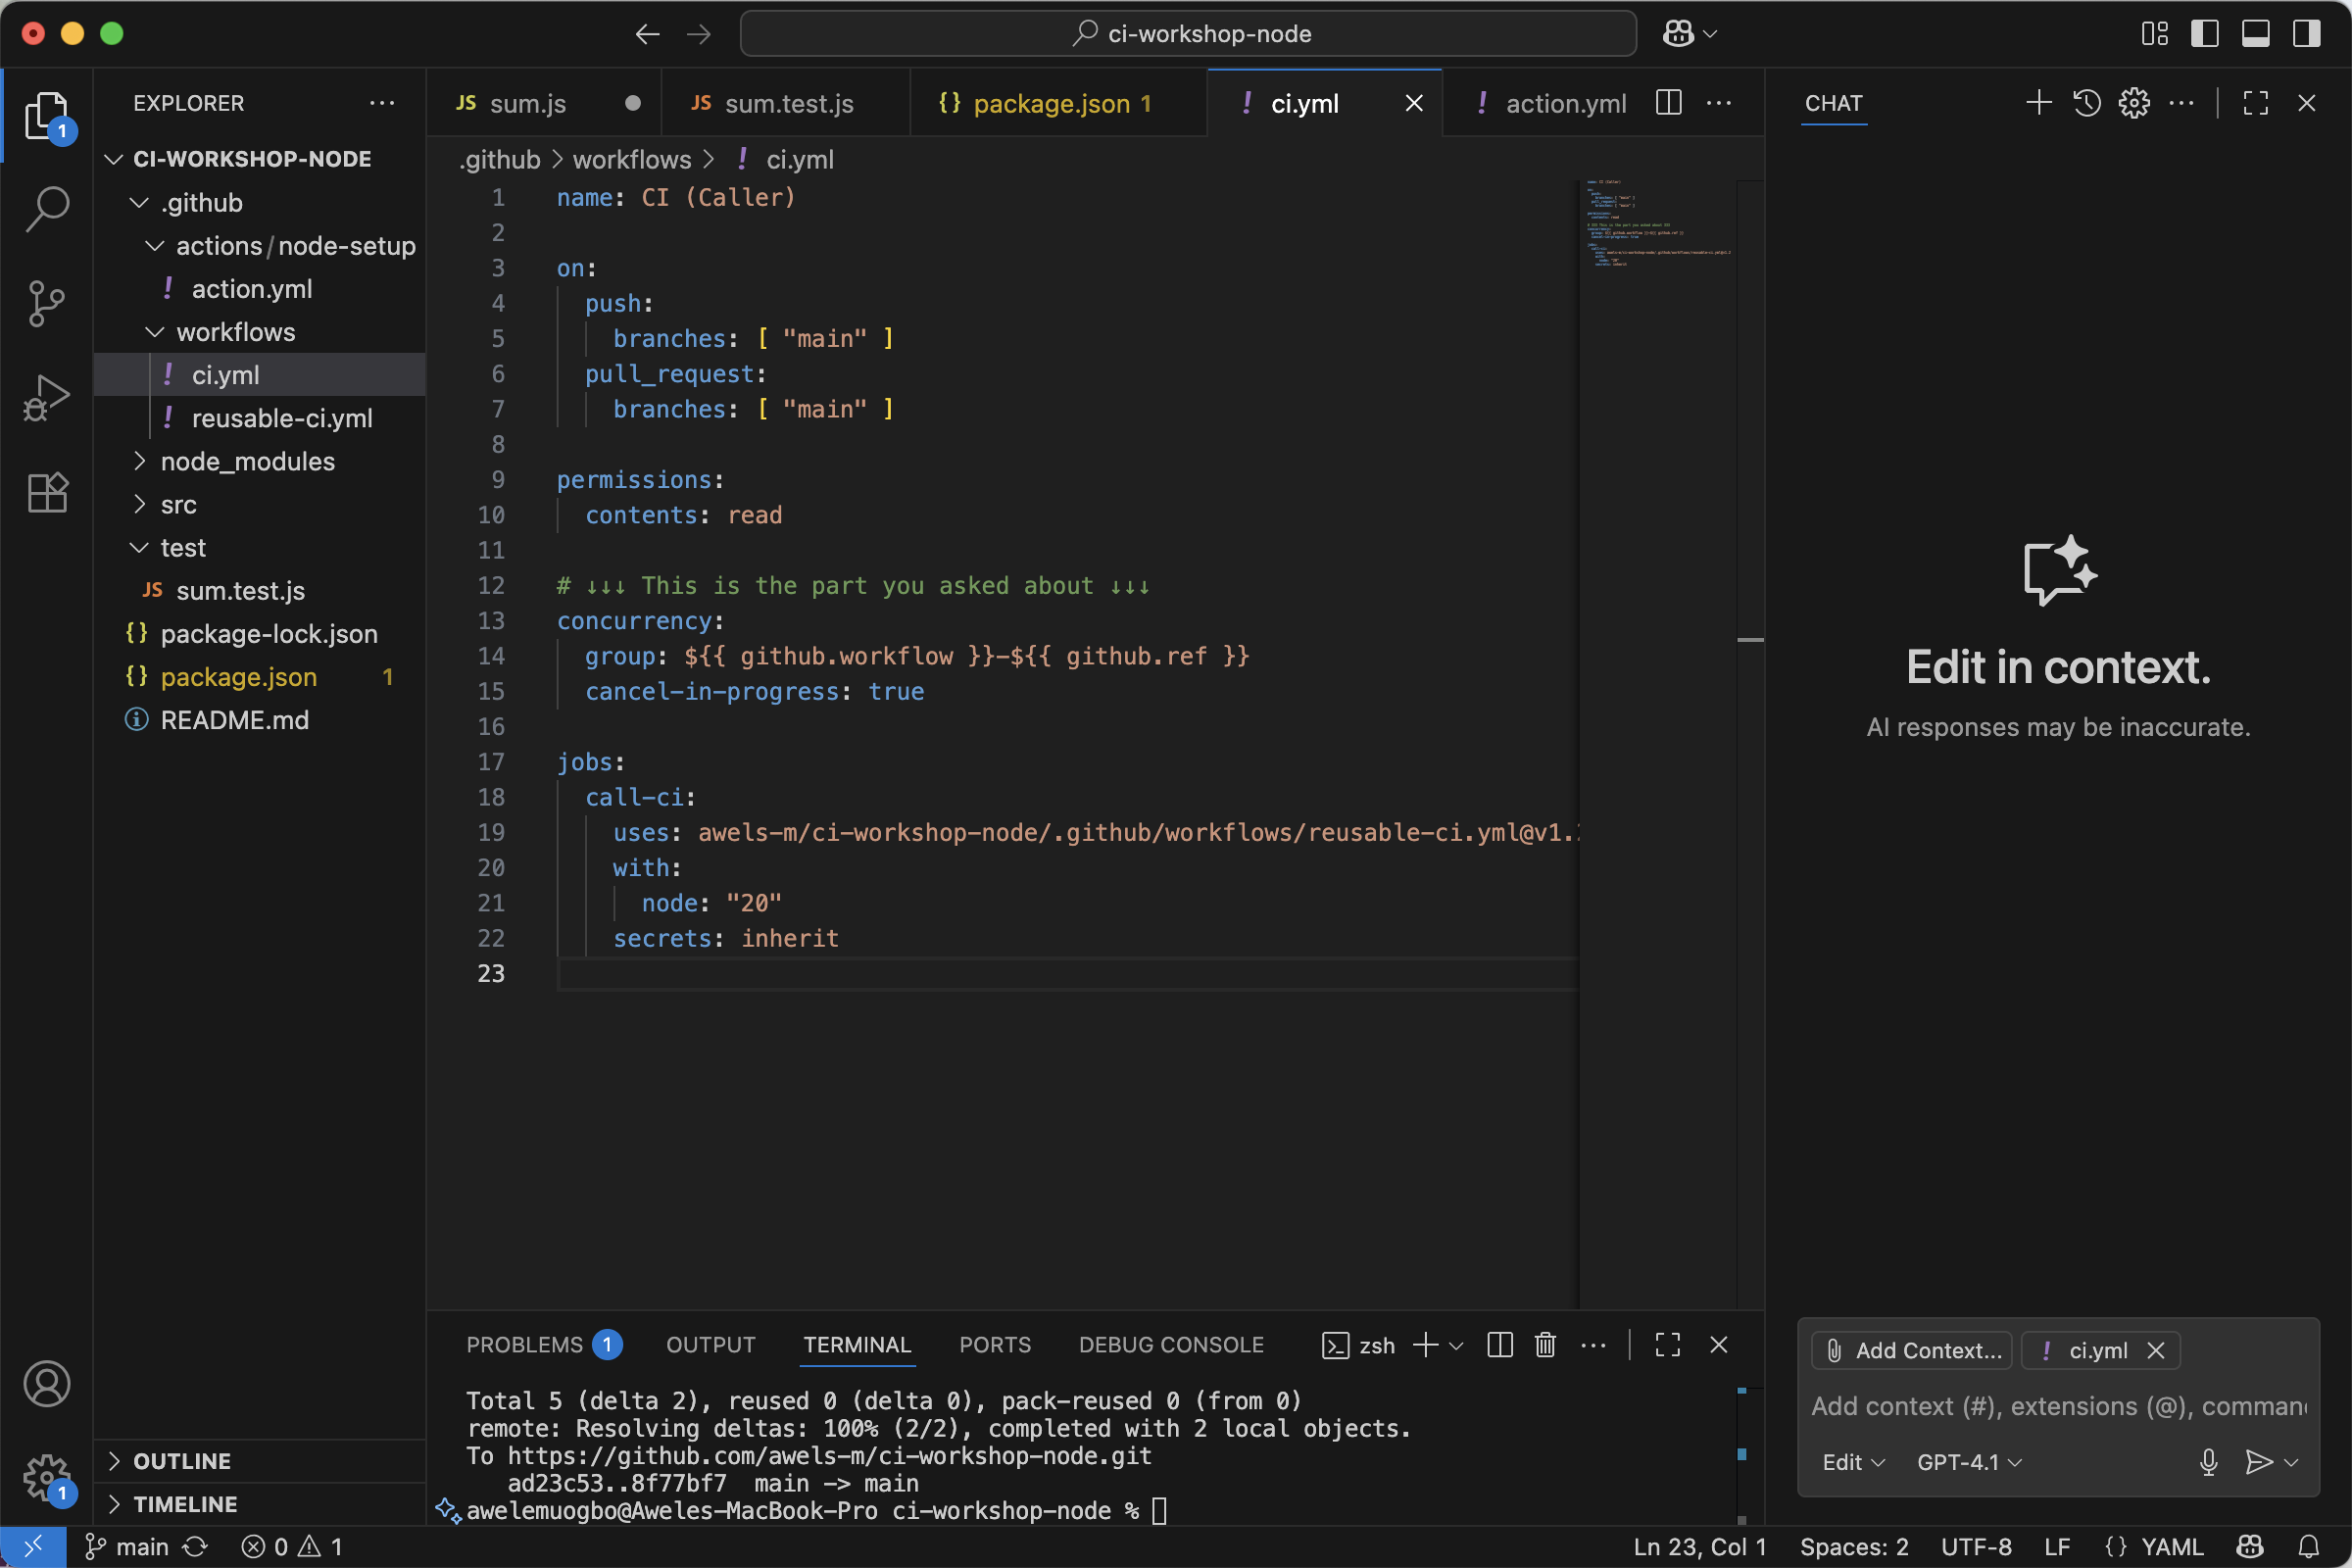 ci-workshop-node
EXPLORER
CI-WORKSHOP-NODE
.github
actions/node-setup
! action.yml
workflows
! ci.yml
! reusable-ci.yml
node_modules
src
test
JS sum.test.js
{} package-lock.json
{} package.json 1
README.md
OUTLINE
TIMELINE
1
1
JS sum.js
JS sum.test.js
{} package.json 1
! ci.yml
! action.yml
.github > workflows > ! ci.yml
1 name: CI (Caller)
2
3 on:
4 push:
5 branches: [ "main" ]
6 pull_request:
7 branches: [ "main" ]
8
9 permissions:
10 contents: read
11
12 # ↓↓↓ This is the part you asked about ↓↓↓
13 concurrency:
14 group: ${{ github.workflow }}-${{ github.ref }}
15 cancel-in-progress: true
16
17 jobs:
18 call-ci:
19 uses: awels-m/ci-workshop-node/.github/workflows/reusable-ci.yml@v1.
20 with:
21 node: "20"
22 secrets: inherit
23
PROBLEMS 1
OUTPUT
TERMINAL
PORTS
DEBUG CONSOLE
zsh
Total 5 (delta 2), reused 0 (delta 0), pack-reused 0 (from 0)
remote: Resolving deltas: 100% (2/2), completed with 2 local objects.
To https://github.com/awels-m/ci-workshop-node.git
ad23c53..8f77bf7 main -> main
awelemuogbo@Aweles-MacBook-Pro ci-workshop-node %
CHAT
Edit in context.
AI responses may be inaccurate.
Add Context...
! ci.yml
Add context (#), extensions (@), comman
Edit
GPT-4.1
main
0
1
Ln 23, Col 1
Spaces: 2
UTF-8
LF
{} YAML